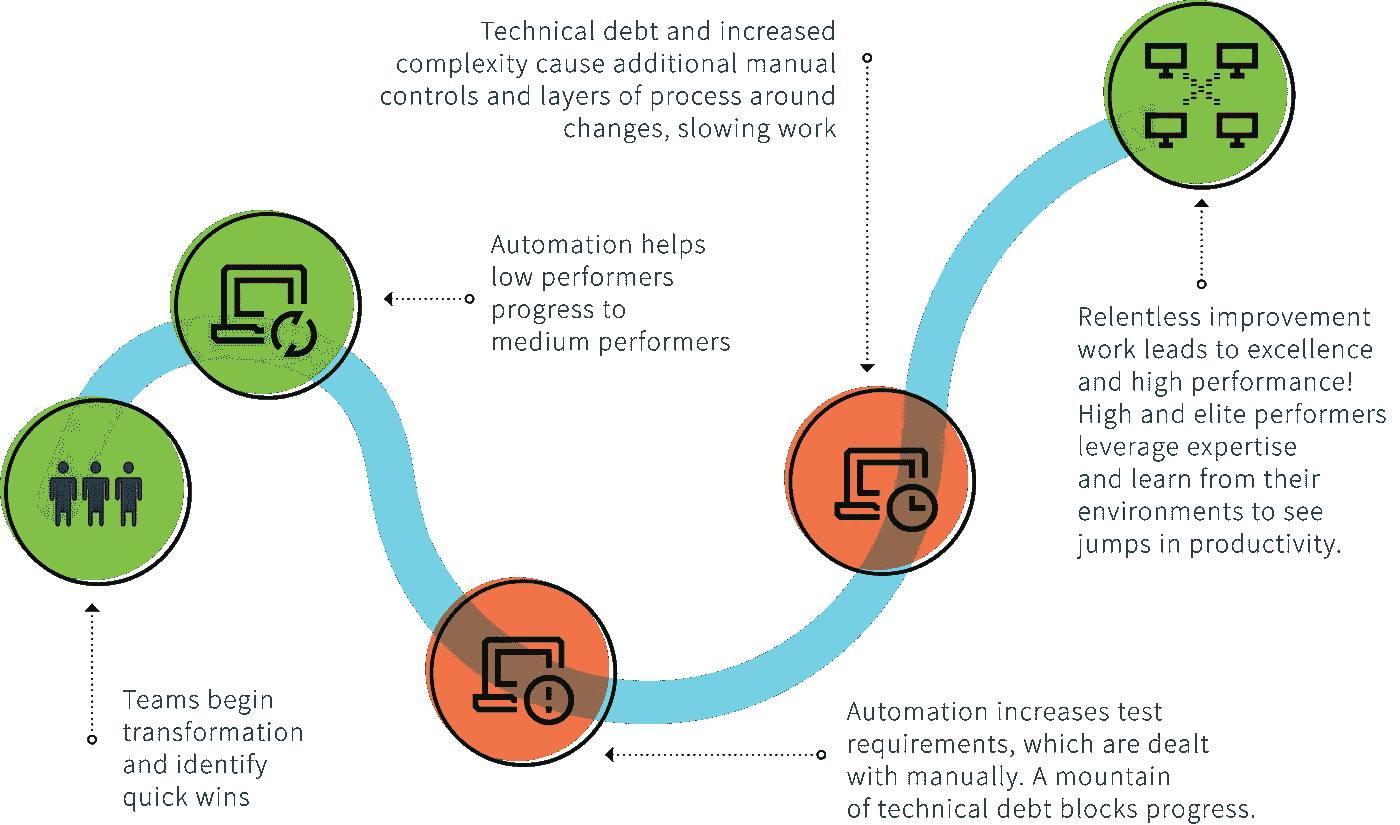 Teams begin
transformation
and identify
quick wins
Automation helps
low performers
progress to
medium performers
Automation increases test
requirements, which are dealt
with manually. A mountain
of technical debt blocks progress.
Technical debt and increased
complexity cause additional manual
controls and layers of process around
changes, slowing work
Relentless improvement
work leads to excellence
and high performance!
High and elite performers
leverage expertise
and learn from their
environments to see
jumps in productivity.